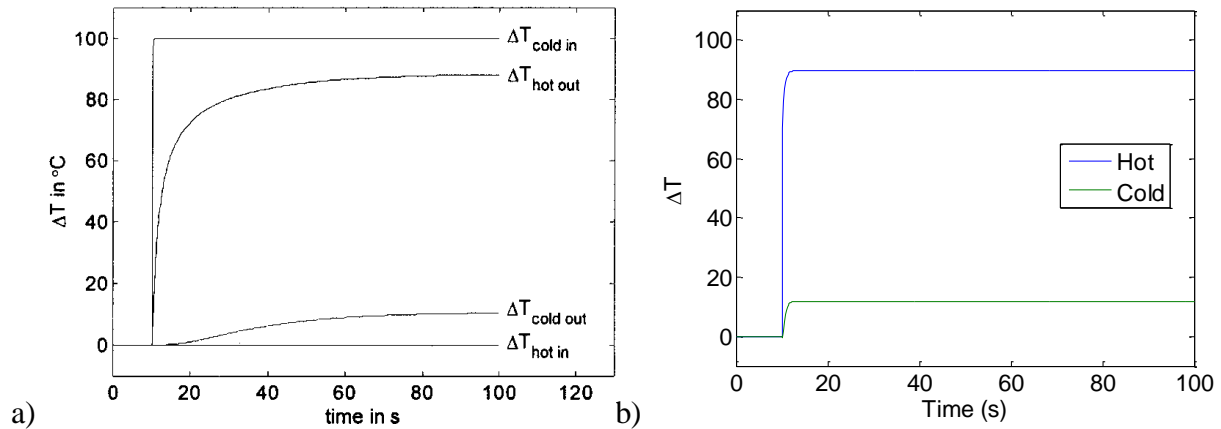 100
80
60
40
20
0
ΔT in °C
ΔT cold in
ΔT hot out
ΔT cold out
ΔT hot in
0 20 40 60 80 100 120
time in s
a)
100
80
60
40
20
0
ΔT
Hot
Cold
0 20 40 60 80 100
Time (s)
b)